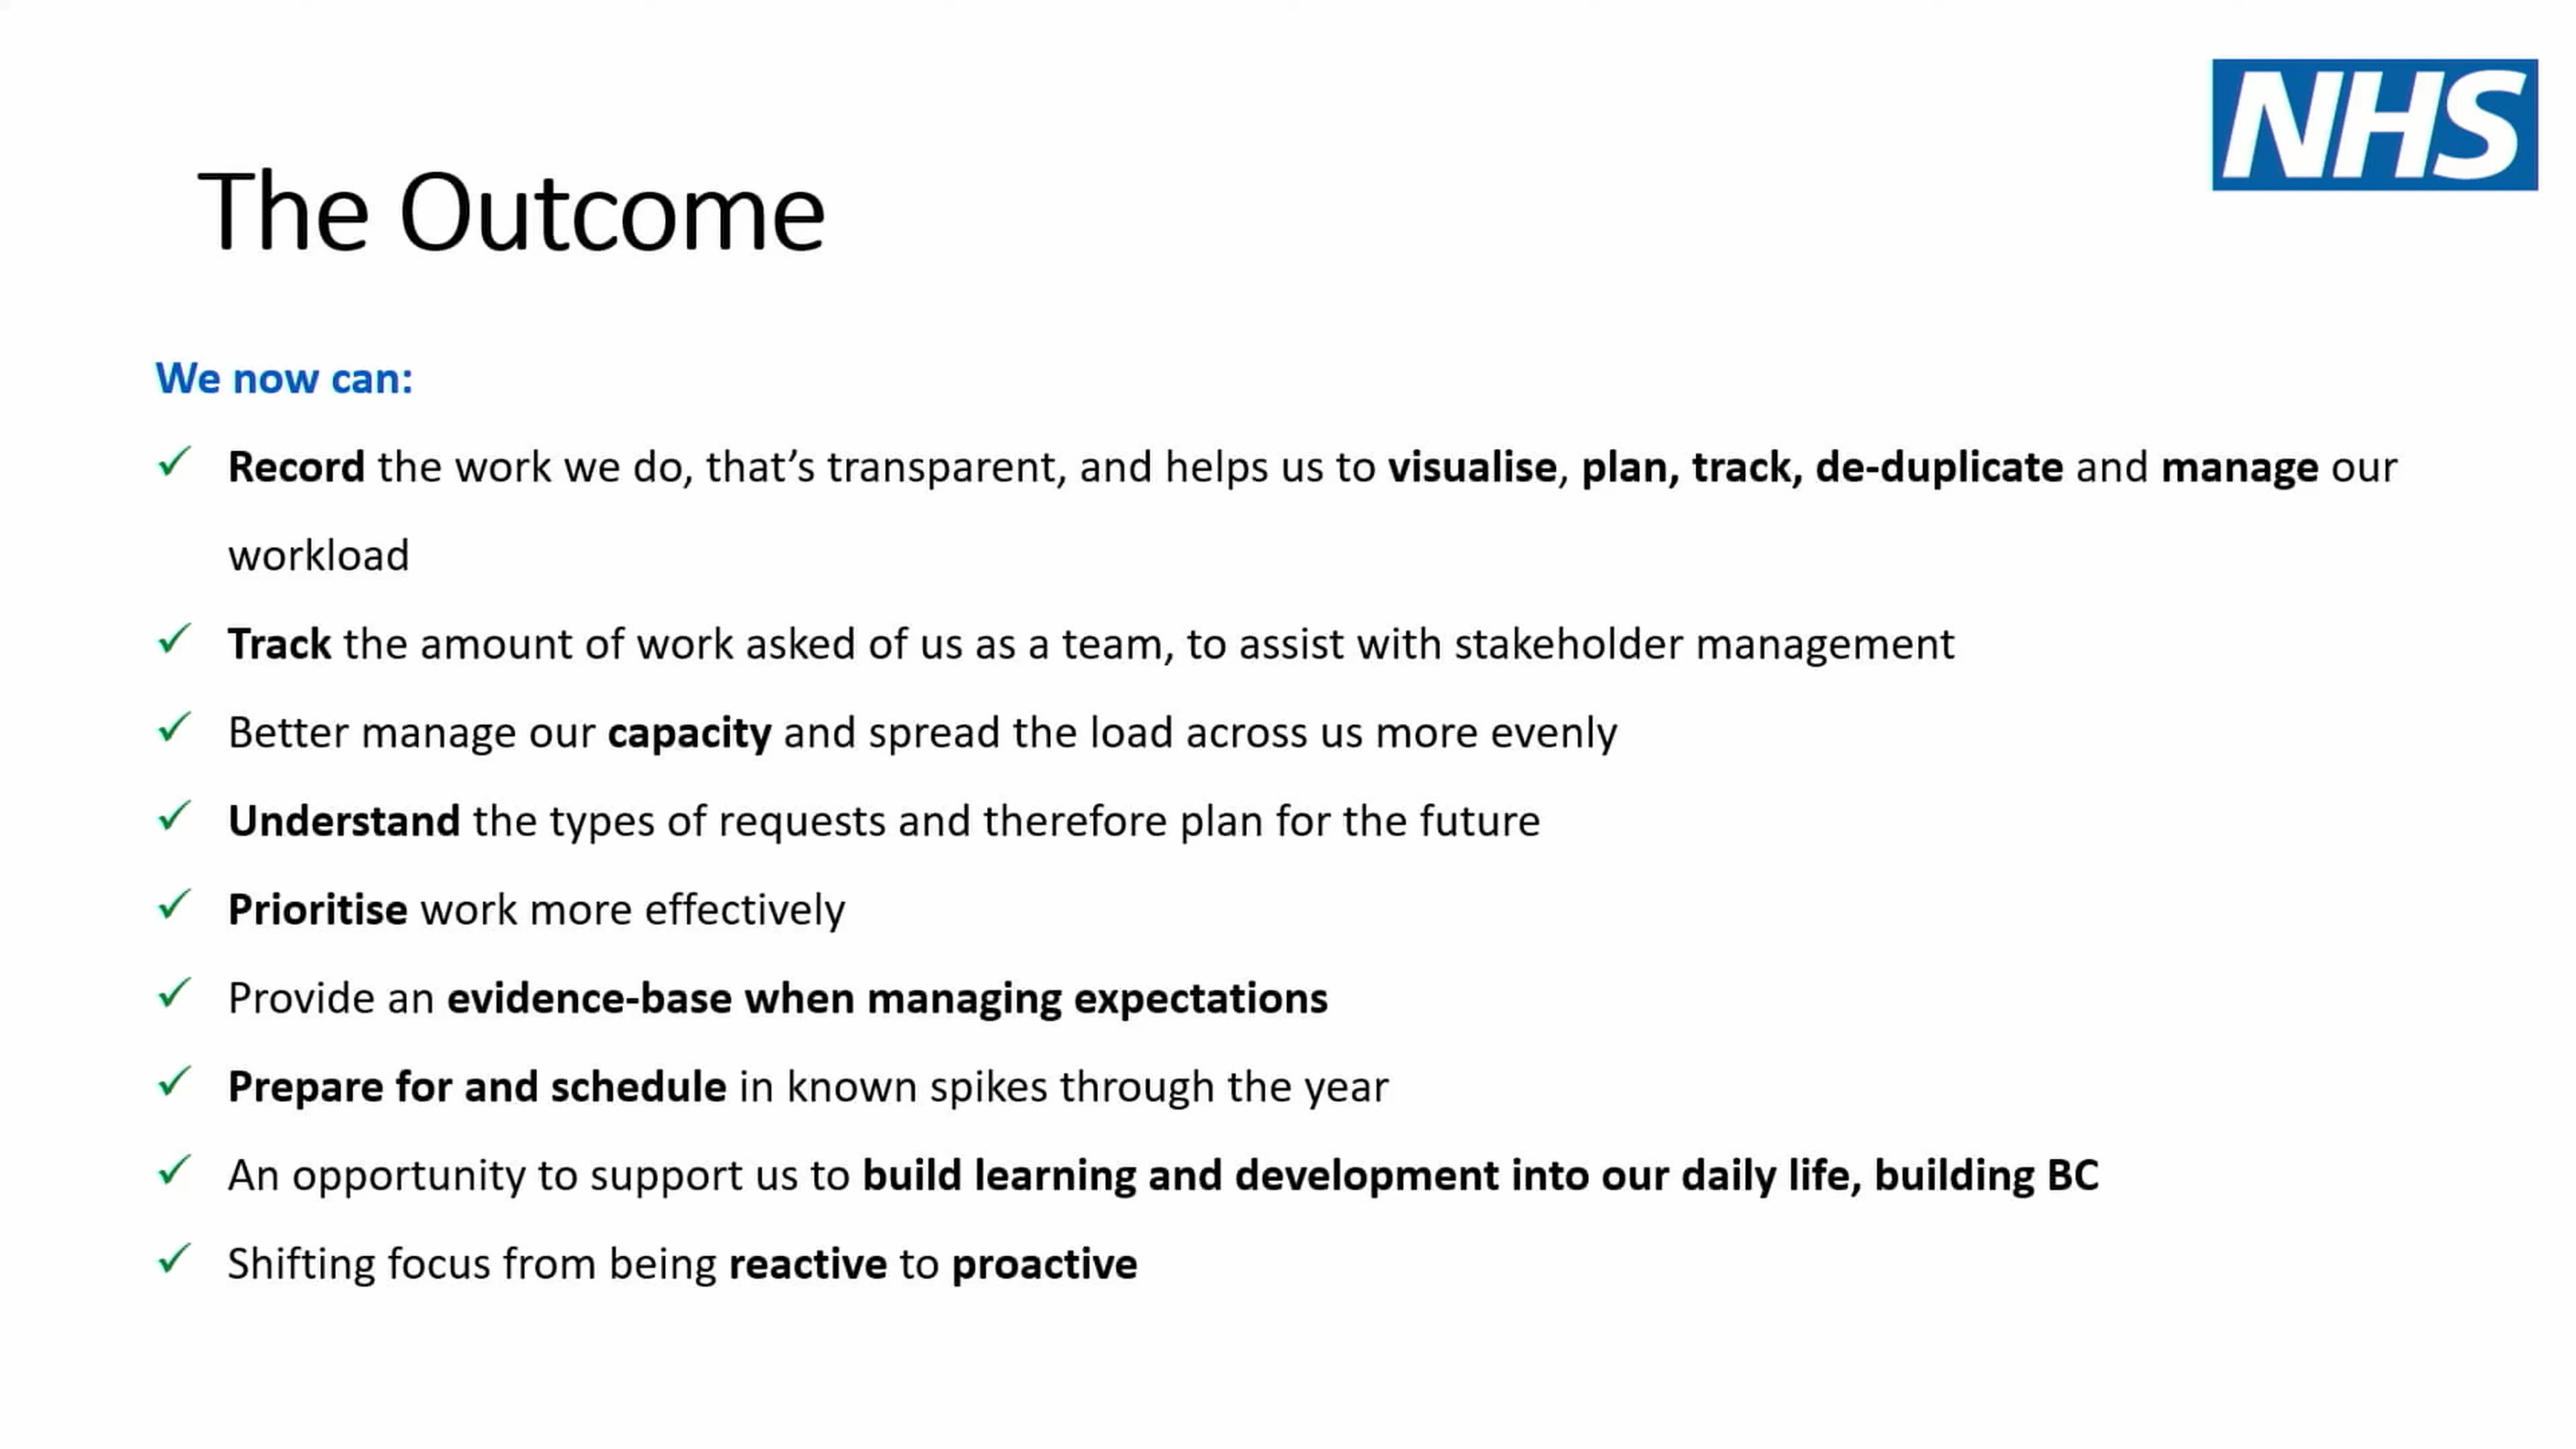 NHS
The Outcome
We now can:
Record the work we do, that’s transparent, and helps us to visualise, plan, track, de-duplicate and manage our
workload
Track the amount of work asked of us as a team, to assist with stakeholder management
Better manage our capacity and spread the load across us more evenly
Understand the types of requests and therefore plan for the future
Prioritise work more effectively
Provide an evidence-base when managing expectations
Prepare for and schedule in known spikes through the year
An opportunity to support us to build learning and development into our daily life, building BC
Shifting focus from being reactive to proactive